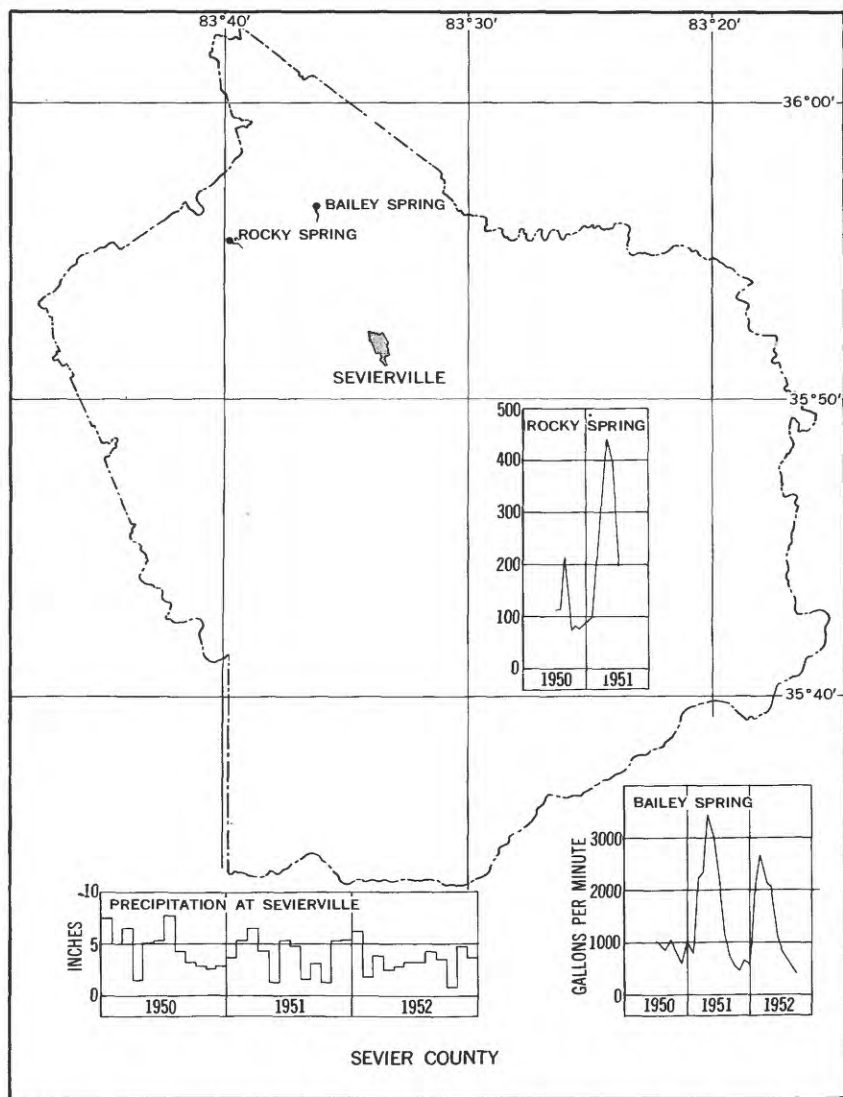 83°40' 83°30' 83°20'
36°00'
BAILEY SPRING
ROCKY SPRING
SEVIERVILLE
35°50'
500
ROCKY SPRING
400
300
200
100
0
1950 1951
35°40'
BAILEY SPRING
GALLONS PER MINUTE
3000
2000
1000
0
1950 1951 1952
10
PRECIPITATION AT SEVIERVILLE
INCHES
5
0
1950 1951 1952
SEVIER COUNTY